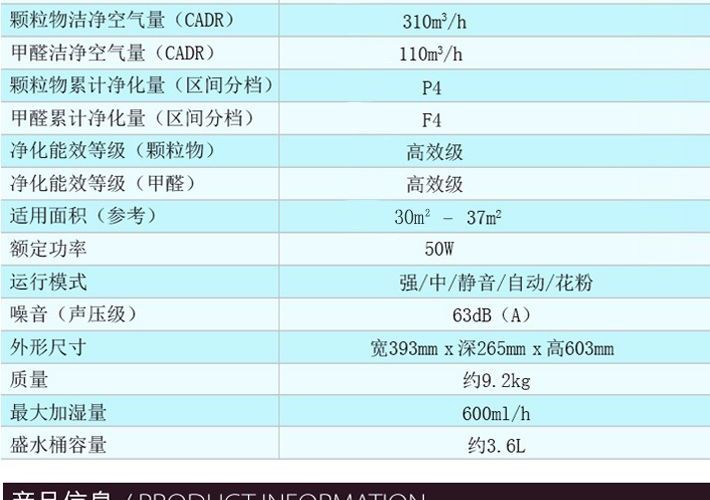 颗粒物洁净空气量（CADR） 310m³/h
甲醛洁净空气量（CADR） 110m³/h
颗粒物累计净化量（区间分档） P4
甲醛累计净化量（区间分档） F4
净化能效等级（颗粒物） 高效级
净化能效等级（甲醛） 高效级
适用面积（参考） 30m² – 37m²
额定功率 50W
运行模式 强/中/静音/自动/花粉
噪音（声压级） 63dB（A）
外形尺寸 宽393mm x 深265mm x 高603mm
质量 约9.2kg
最大加湿量 600ml/h
盛水桶容量 约3.6L
产品信息 / PRODUCT INFORMATION